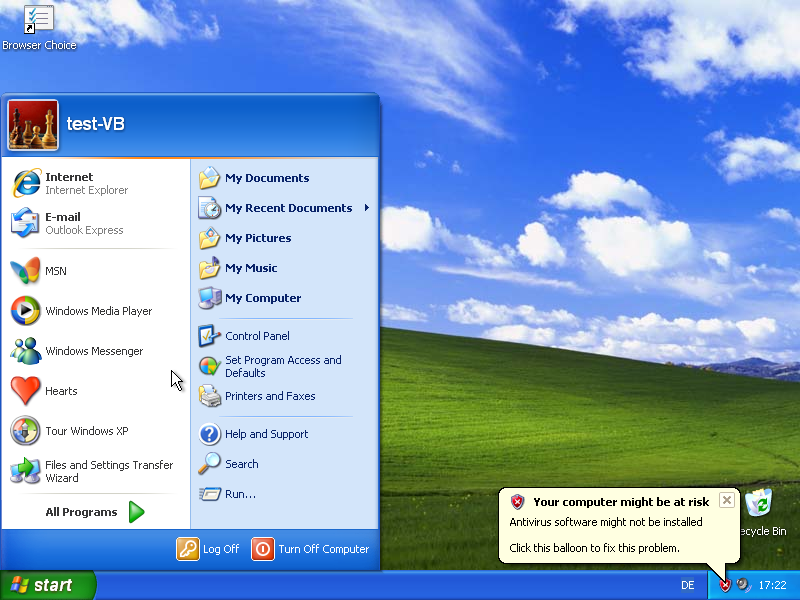 Browser Choice
test-VB
Internet
Internet Explorer
E-mail
Outlook Express
MSN
Windows Media Player
Windows Messenger
Hearts
Tour Windows XP
Files and Settings Transfer
Wizard
All Programs
My Documents
My Recent Documents
My Pictures
My Music
My Computer
Control Panel
Set Program Access and
Defaults
Printers and Faxes
Help and Support
Search
Run...
Log Off
Turn Off Computer
Your computer might be at risk
Antivirus software might not be installed
Click this balloon to fix this problem.
ecycle Bin
start
DE
17:22